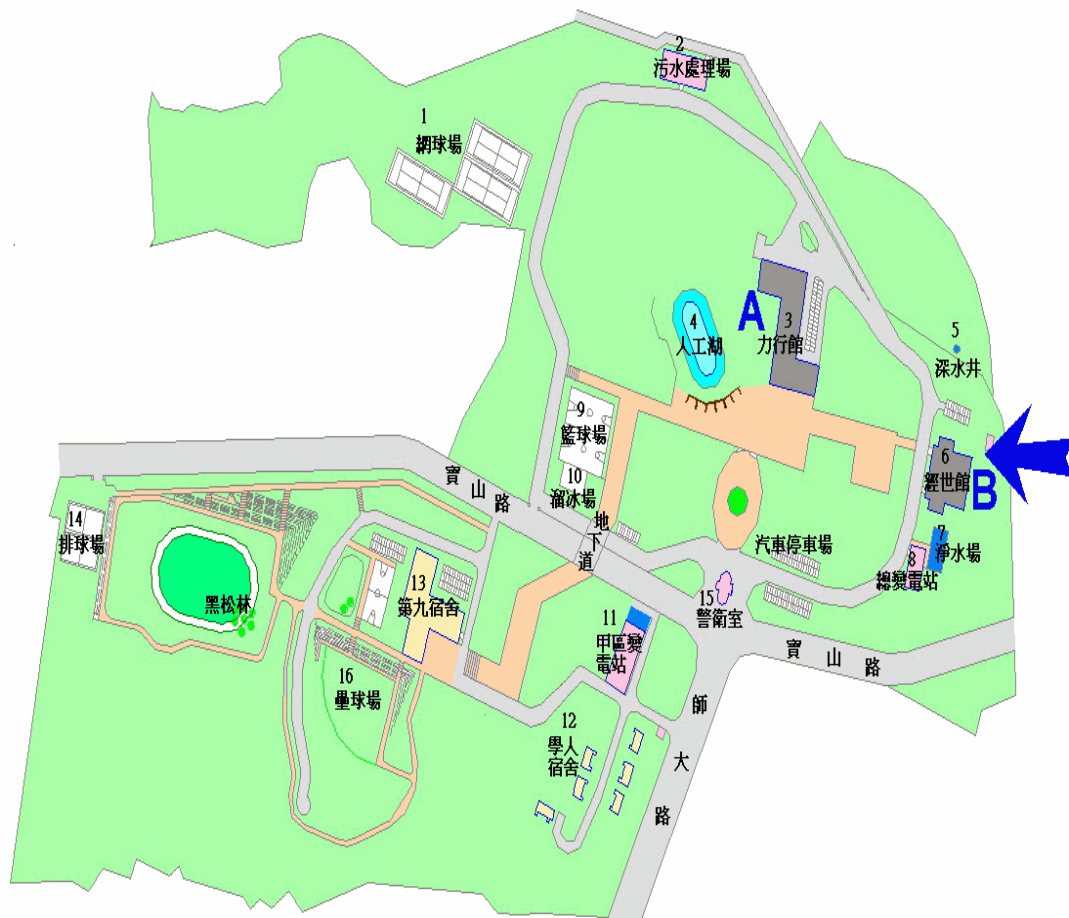 2
污水處理場
1
網球場
A
3
力行館
4
人工湖
5
深水井
6
經世館
B
7
淨水場
8
總變電站
9
籃球場
10
溜冰場
寶山路
地下道
汽車停車場
15
警衛室
14
排球場
黑松林
13
第九宿舍
11
甲區變
電站
寶山路
16
壘球場
12
學人
宿舍
師大路